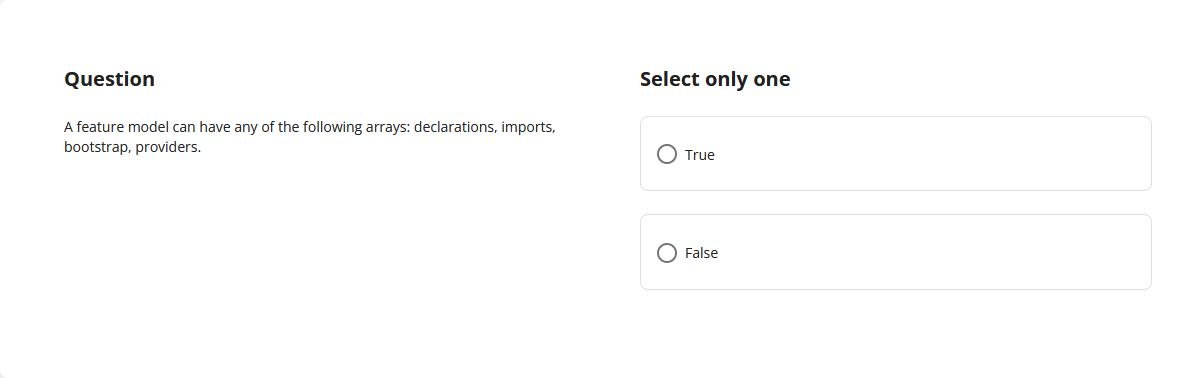 Question
A feature model can have any of the following arrays: declarations, imports,
bootstrap, providers.
Select only one
True
False